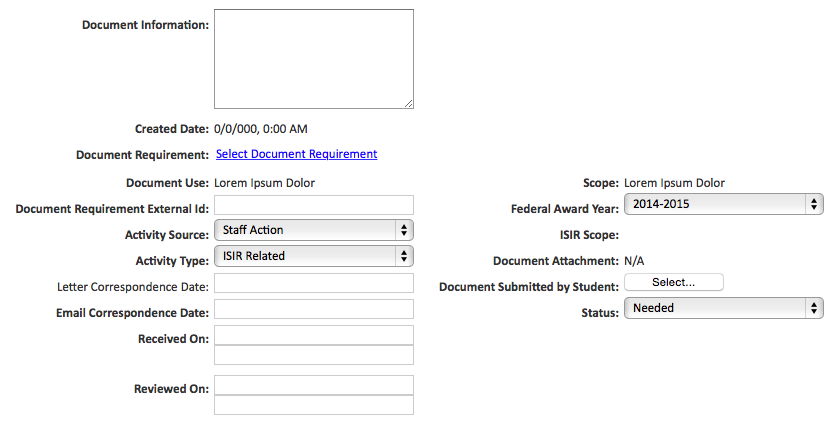 Document Information:
Created Date: 0/0/000, 0:00 AM
Document Requirement: Select Document Requirement
Document Use: Lorem Ipsum Dolor
Document Requirement External Id:
Activity Source: Staff Action
Activity Type: ISIR Related
Letter Correspondence Date:
Email Correspondence Date:
Received On:
Reviewed On:
Scope: Lorem Ipsum Dolor
Federal Award Year: 2014-2015
ISIR Scope:
Document Attachment: N/A
Document Submitted by Student: Select...
Status: Needed